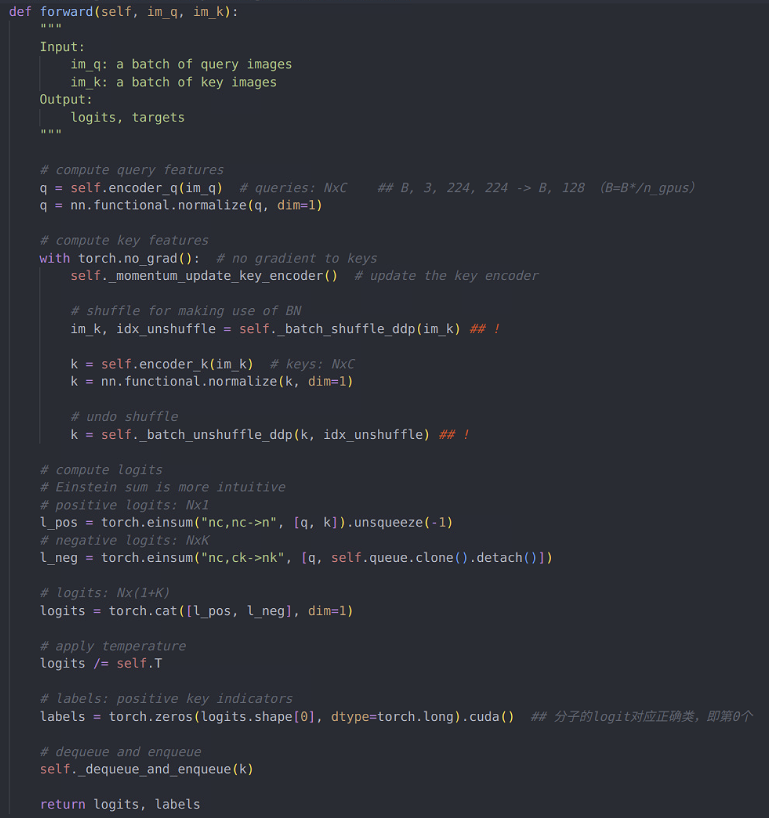 def forward(self, im_q, im_k):
"""
Input:
im_q: a batch of query images
im_k: a batch of key images
Output:
logits, targets
"""
# compute query features
q = self.encoder_q(im_q)  # queries: NxC    ## B, 3, 224, 224 -> B, 128 （B=B*/n_gpus）
q = nn.functional.normalize(q, dim=1)
# compute key features
with torch.no_grad():  # no gradient to keys
self._momentum_update_key_encoder()  # update the key encoder
# shuffle for making use of BN
im_k, idx_unshuffle = self._batch_shuffle_ddp(im_k) ## !
k = self.encoder_k(im_k)  # keys: NxC
k = nn.functional.normalize(k, dim=1)
# undo shuffle
k = self._batch_unshuffle_ddp(k, idx_unshuffle) ## !
# compute logits
# Einstein sum is more intuitive
# positive logits: Nx1
l_pos = torch.einsum("nc,nc->n", [q, k]).unsqueeze(-1)
# negative logits: NxK
l_neg = torch.einsum("nc,ck->nk", [q, self.queue.clone().detach()])
# logits: Nx(1+K)
logits = torch.cat([l_pos, l_neg], dim=1)
# apply temperature
logits /= self.T
# labels: positive key indicators
labels = torch.zeros(logits.shape[0], dtype=torch.long).cuda()  ## 分子的logit对应正确类，即第0个
# dequeue and enqueue
self._dequeue_and_enqueue(k)
return logits, labels